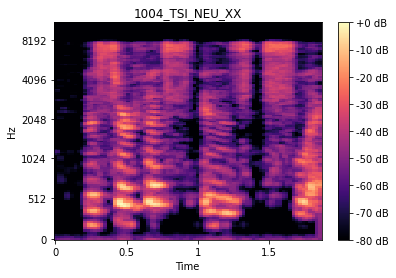 1004_TSI_NEU_XX
8192
4096
2048
1024
512
0
Hz
0
0.5
1
1.5
Time
+0 dB
-10 dB
-20 dB
-30 dB
-40 dB
-50 dB
-60 dB
-70 dB
-80 dB